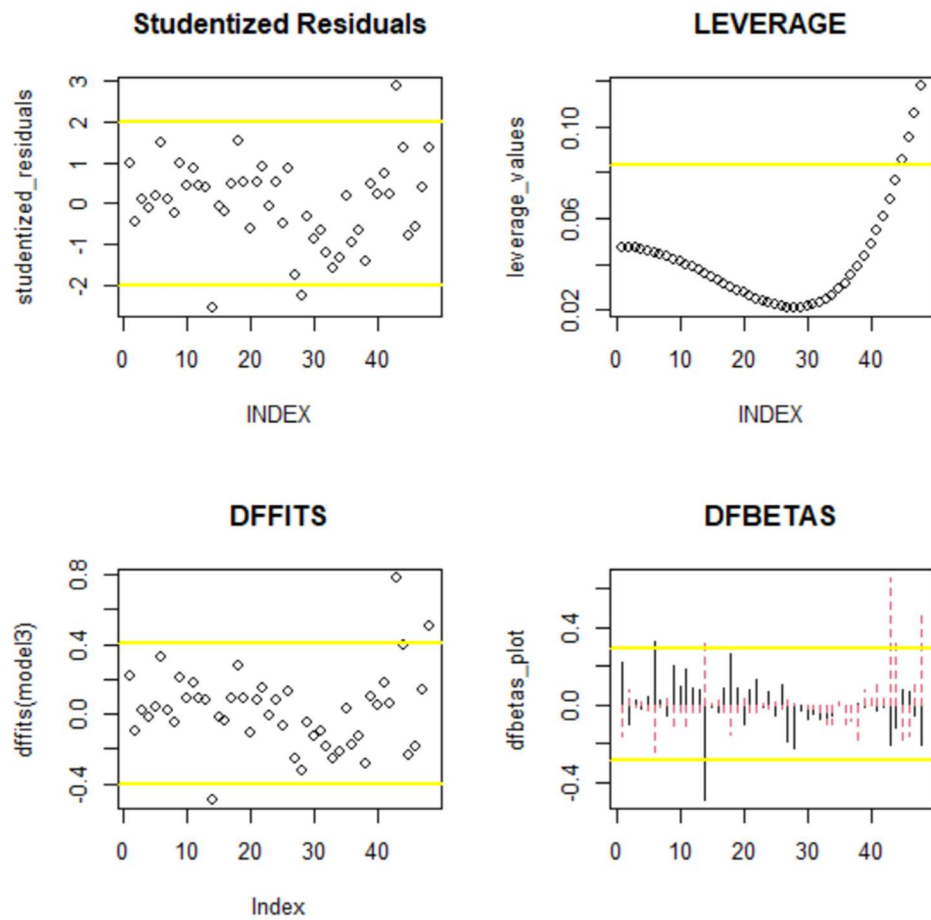 Studentized Residuals
studentized_residuals
3
2
1
0
-1
-2
0 10 20 30 40
INDEX
LEVERAGE
leverage_values
0.10
0.06
0.02
0 10 20 30 40
INDEX
DFFITS
dffits(model3)
0.8
0.4
0.0
-0.4
0 10 20 30 40
Index
DFBETAS
dfbetas_plot
0.4
0.0
-0.4
0 10 20 30 40
INDEX